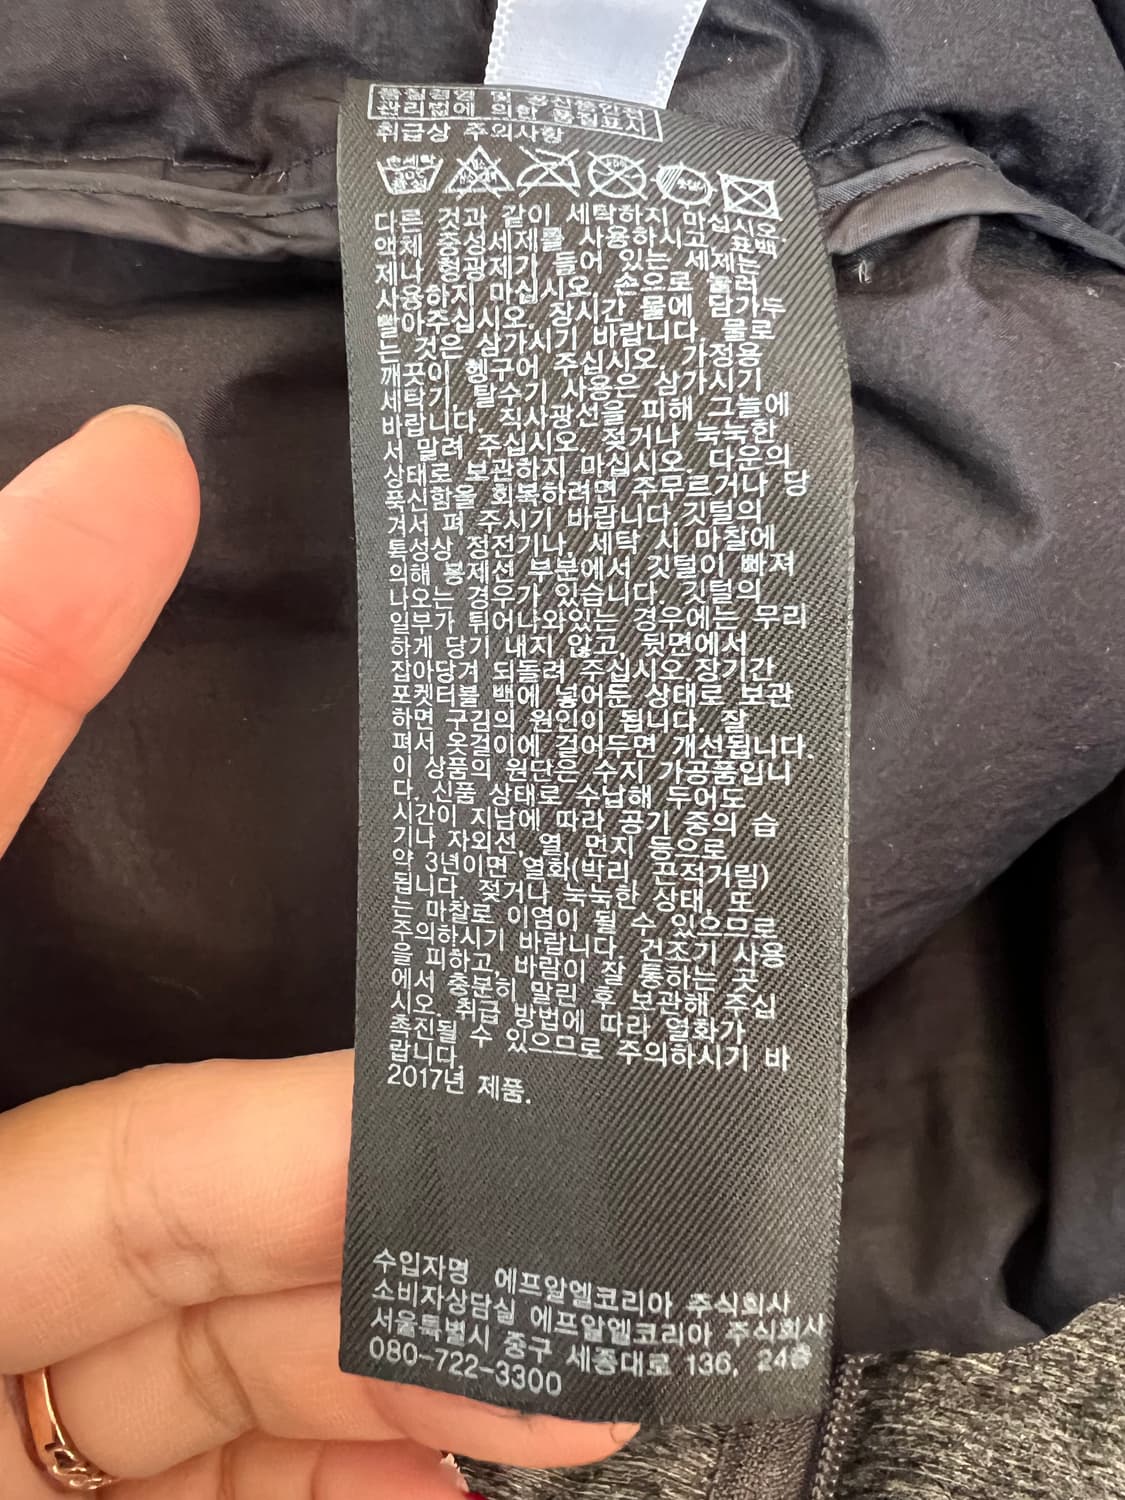 품질경영 및 공산품안전
관리법에 의한 품질표시
취급상 주의사항
손세탁
30℃
중성
다른 것과 같이 세탁하지 마십시오.
액체 중성세제를 사용하시고, 표백
제나 형광제가 들어 있는 세제는
사용하지 마십시오. 손으로 눌러
빨아주십시오. 장시간 물에 담가두
는 것은 삼가시기 바랍니다. 물로
깨끗이 헹구어 주십시오. 가정용
세탁기, 탈수기 사용은 삼가시기
바랍니다. 직사광선을 피해 그늘에
서 말려 주십시오. 젖거나 눅눅한
상태로 보관하지 마십시오. 다운의
푹신함을 회복하려면 주무르거나 당
겨서 펴 주시기 바랍니다. 깃털의
특성상 정전기나, 세탁 시 마찰에
의해 봉제선 부분에서 깃털이 빠져
나오는 경우가 있습니다. 깃털의
일부가 튀어나와있는 경우에는 무리
하게 당기 내지 않고, 뒷면에서
잡아당겨 되돌려 주십시오.장기간
포켓터블 백에 넣어둔 상태로 보관
하면 구김의 원인이 됩니다. 잘
펴서 옷걸이에 걸어두면 개선됩니다.
이 상품의 원단은 수지 가공품입니
다. 신품 상태로 수납해 두어도
시간이 지남에 따라 공기 중의 습
기나 자외선, 열, 먼지 등으로
약 3년이면 열화(박리, 끈적거림)
됩니다. 젖거나 눅눅한 상태, 또
는 마찰로 이염이 될 수 있으므로
주의하시기 바랍니다. 건조기 사용
을 피하고, 바람이 잘 통하는 곳
에서 충분히 말린 후 보관해 주십
시오. 취급 방법에 따라 열화가
촉진될 수 있으므로 주의하시기 바
랍니다.
2017년 제품.
수입자명 에프알엘코리아 주식회사
소비자상담실 에프알엘코리아 주식회사
서울특별시 중구 세종대로 136, 24층
080-722-3300